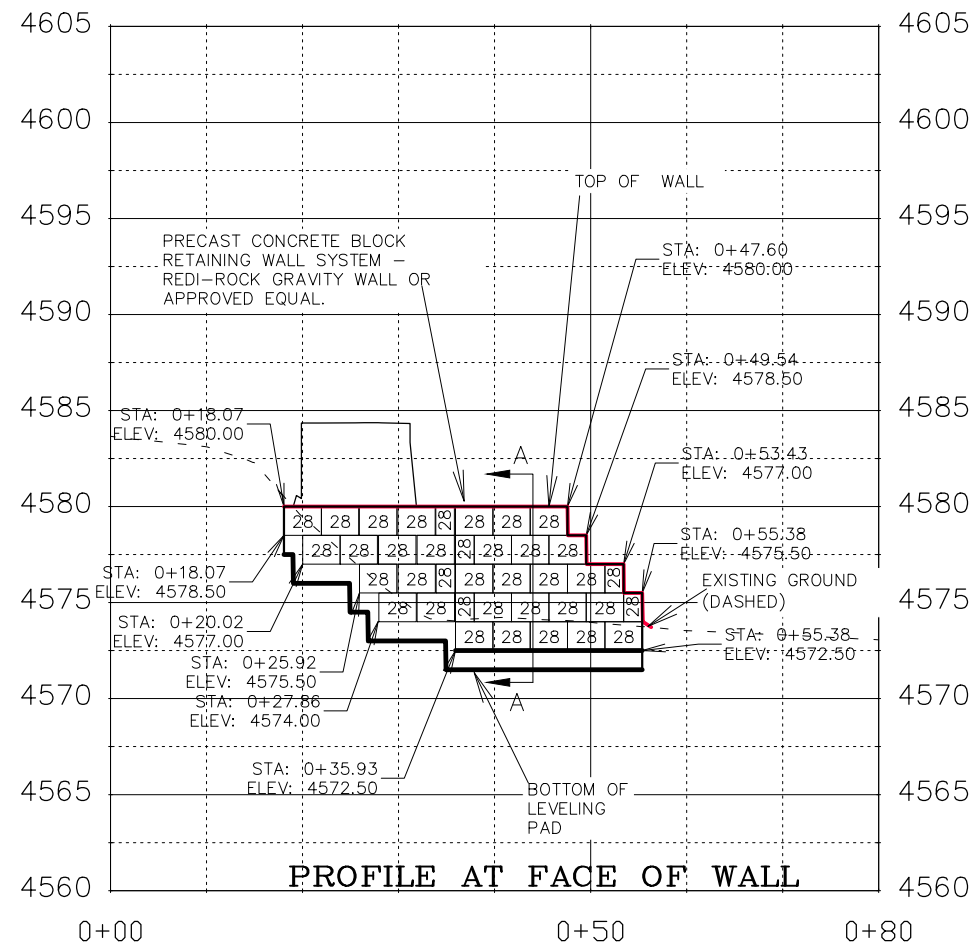 4605 4605
4600 4600
4595 4595
TOP OF WALL
PRECAST CONCRETE BLOCK
RETAINING WALL SYSTEM –
REDI–ROCK GRAVITY WALL OR
APPROVED EQUAL.
STA: 0+47.60
ELEV: 4580.00
4590 4590
STA: 0+49.54
ELEV: 4578.50
4585 4585
STA: 0+18.07
ELEV: 4580.00
A
STA: 0+53.43
ELEV: 4577.00
4580 4580
28 28 28 28 28 28 28 28
STA: 0+55.38
ELEV: 4575.50
28 28 28 28 28 28 28
STA: 0+18.07
ELEV: 4578.50
28 28 28 28 28 28 28
EXISTING GROUND
(DASHED)
4575 4575
28 28 28 28 28 28 28
STA: 0+20.02
ELEV: 4577.00
28 28 28 28 28
STA: 0+55.38
ELEV: 4572.50
STA: 0+25.92
ELEV: 4575.50
4570 4570
STA: 0+27.86
ELEV: 4574.00
A
STA: 0+35.93
ELEV: 4572.50
BOTTOM OF
LEVELING
PAD
4565 4565
PROFILE AT FACE OF WALL
4560 4560
0+00 0+50 0+80